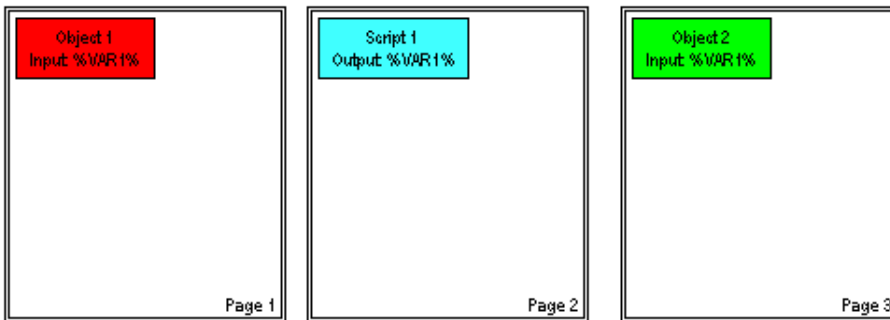 Object 1
Input: %VAR1%
Page 1
Script 1
Output: %VAR1%
Page 2
Object 2
Input: %VAR1%
Page 3